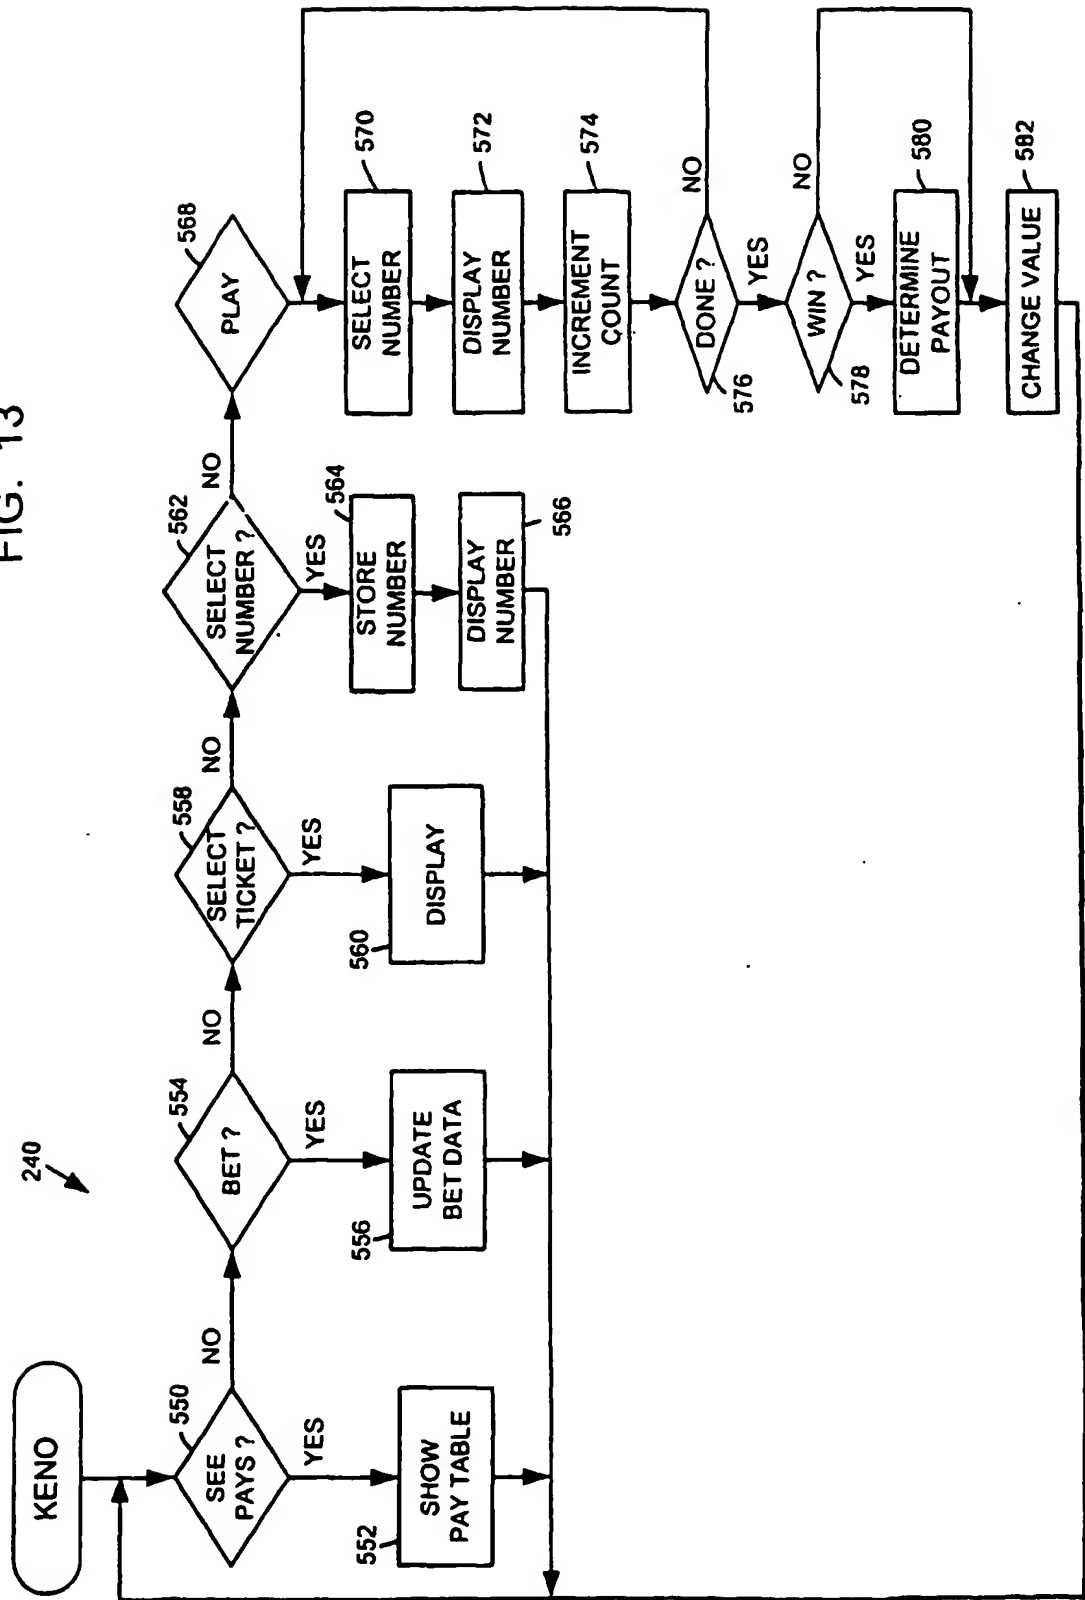 FIG. 13
240
KENO
SEE
PAYS ?
550
YES
NO
SHOW
PAY TABLE
552
BET ?
554
YES
NO
UPDATE
BET DATA
556
SELECT
TICKET ?
558
YES
NO
DISPLAY
560
SELECT
NUMBER ?
562
YES
NO
STORE
NUMBER
564
DISPLAY
NUMBER
566
PLAY
568
SELECT
NUMBER
570
DISPLAY
NUMBER
572
INCREMENT
COUNT
574
DONE ?
576
NO
YES
WIN ?
578
NO
YES
DETERMINE
PAYOUT
580
CHANGE VALUE
582